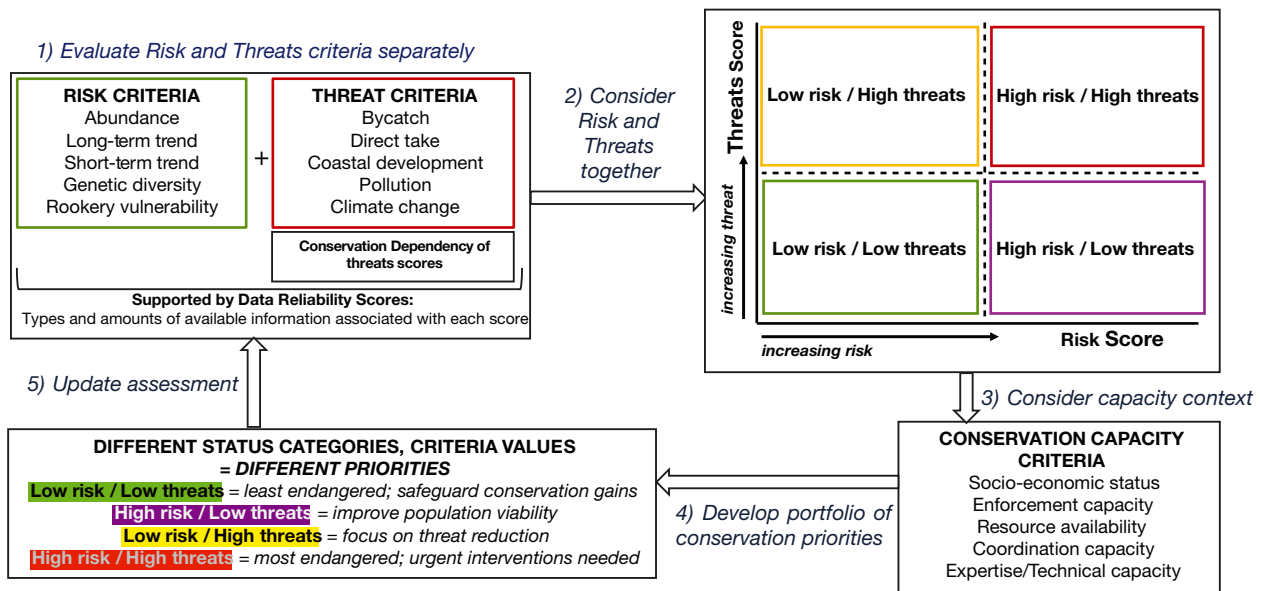 1) Evaluate Risk and Threats criteria separately
RISK CRITERIA
Abundance
Long-term trend
Short-term trend
Genetic diversity
Rookery vulnerability
+
THREAT CRITERIA
Bycatch
Direct take
Coastal development
Pollution
Climate change
Conservation Dependency of
threats scores
Supported by Data Reliability Scores:
Types and amounts of available information associated with each score
2) Consider
Risk and
Threats
together
Threats Score
increasing threat
Low risk / High threats
High risk / High threats
Low risk / Low threats
High risk / Low threats
increasing risk
Risk Score
3) Consider capacity context
CONSERVATION CAPACITY
CRITERIA
Socio-economic status
Enforcement capacity
Resource availability
Coordination capacity
Expertise/Technical capacity
4) Develop portfolio of
conservation priorities
DIFFERENT STATUS CATEGORIES, CRITERIA VALUES
= DIFFERENT PRIORITIES
Low risk / Low threats = least endangered; safeguard conservation gains
High risk / Low threats = improve population viability
Low risk / High threats = focus on threat reduction
High risk / High threats = most endangered; urgent interventions needed
5) Update assessment